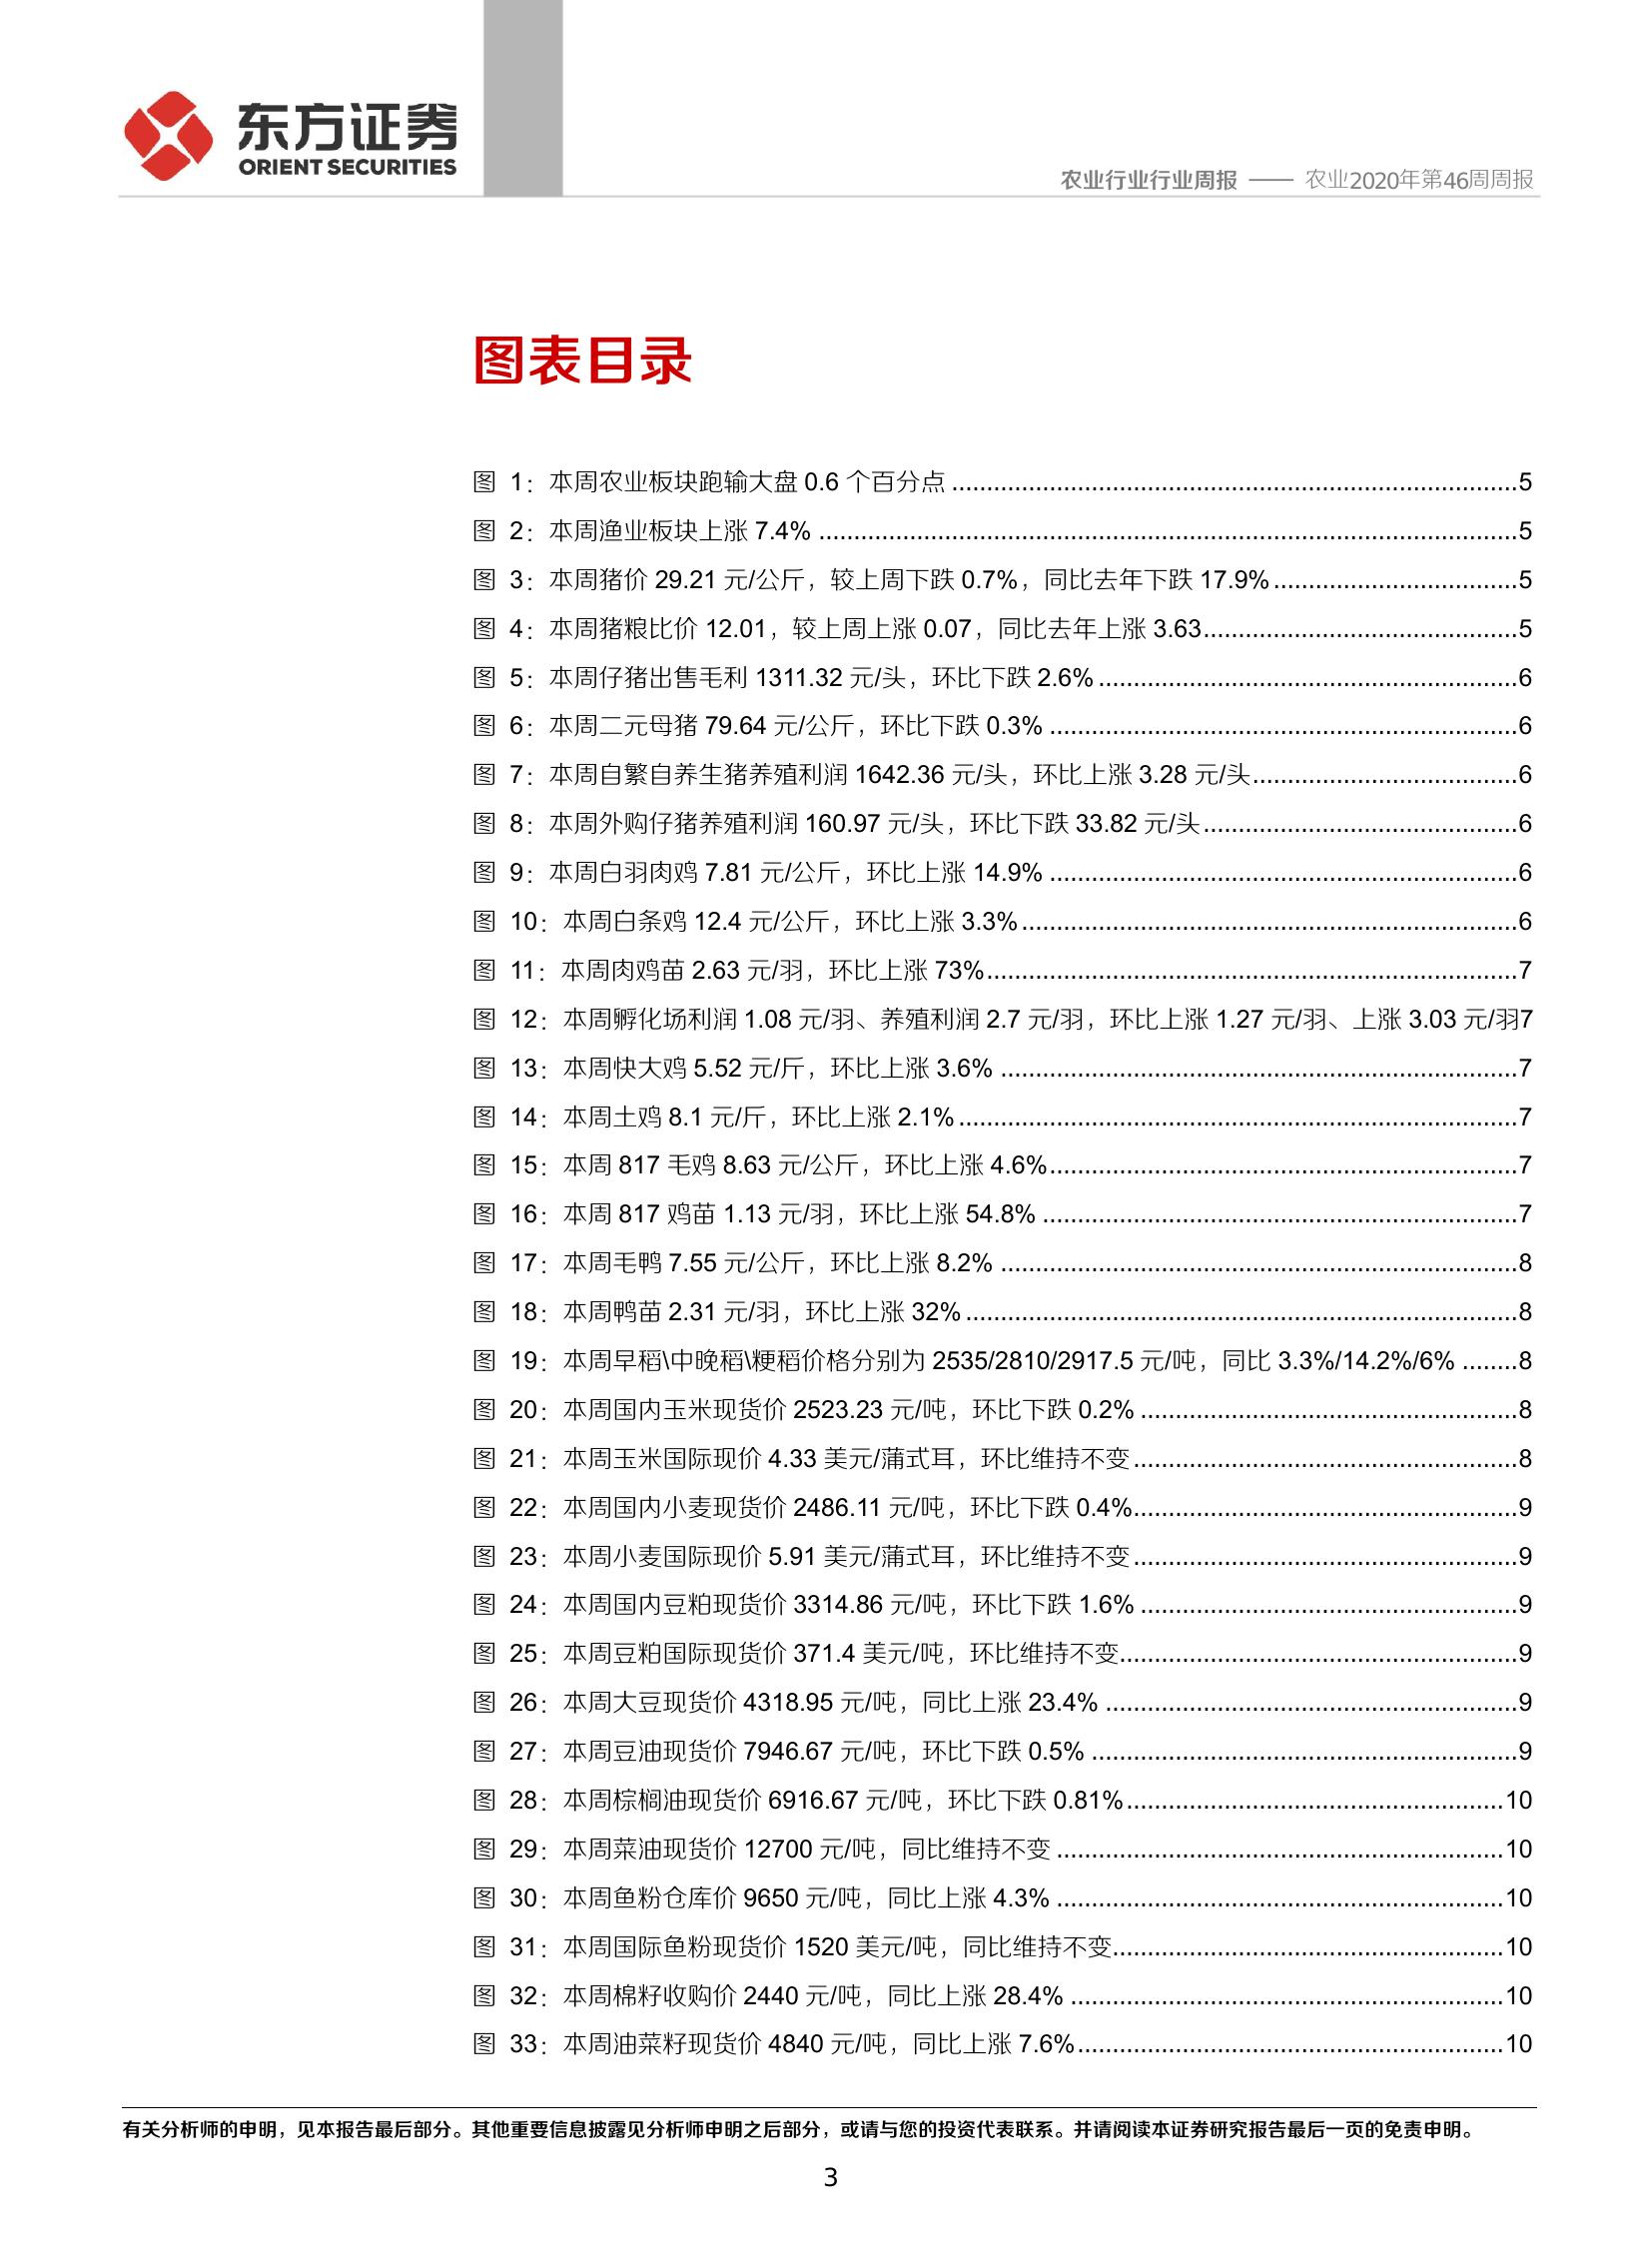 东方证券
ORIENT SECURITIES
农业行业行业周报 —— 农业2020年第46周周报
图表目录
图 1：本周农业板块跑输大盘 0.6 个百分点 ........................................ 5
图 2：本周渔业板块上涨 7.4% ........................................ 5
图 3：本周猪价 29.21 元/公斤，较上周下跌 0.7%，同比去年下跌 17.9% ........................................ 5
图 4：本周猪粮比价 12.01，较上周上涨 0.07，同比去年上涨 3.63 ........................................ 5
图 5：本周仔猪出售毛利 1311.32 元/头，环比下跌 2.6% ........................................ 6
图 6：本周二元母猪 79.64 元/公斤，环比下跌 0.3% ........................................ 6
图 7：本周自繁自养生猪养殖利润 1642.36 元/头，环比上涨 3.28 元/头 ........................................ 6
图 8：本周外购仔猪养殖利润 160.97 元/头，环比下跌 33.82 元/头 ........................................ 6
图 9：本周白羽肉鸡 7.81 元/公斤，环比上涨 14.9% ........................................ 6
图 10：本周白条鸡 12.4 元/公斤，环比上涨 3.3% ........................................ 6
图 11：本周肉鸡苗 2.63 元/羽，环比上涨 73% ........................................ 7
图 12：本周孵化场利润 1.08 元/羽、养殖利润 2.7 元/羽，环比上涨 1.27 元/羽、上涨 3.03 元/羽7
图 13：本周快大鸡 5.52 元/斤，环比上涨 3.6% ........................................ 7
图 14：本周土鸡 8.1 元/斤，环比上涨 2.1% ........................................ 7
图 15：本周 817 毛鸡 8.63 元/公斤，环比上涨 4.6% ........................................ 7
图 16：本周 817 鸡苗 1.13 元/羽，环比上涨 54.8% ........................................ 7
图 17：本周毛鸭 7.55 元/公斤，环比上涨 8.2% ........................................ 8
图 18：本周鸭苗 2.31 元/羽，环比上涨 32% ........................................ 8
图 19：本周早稻\中晚稻\粳稻价格分别为 2535/2810/2917.5 元/吨，同比 3.3%/14.2%/6% ........ 8
图 20：本周国内玉米现货价 2523.23 元/吨，环比下跌 0.2% ........................................ 8
图 21：本周玉米国际现价 4.33 美元/蒲式耳，环比维持不变 ........................................ 8
图 22：本周国内小麦现货价 2486.11 元/吨，环比下跌 0.4% ........................................ 9
图 23：本周小麦国际现价 5.91 美元/蒲式耳，环比维持不变 ........................................ 9
图 24：本周国内豆粕现货价 3314.86 元/吨，环比下跌 1.6% ........................................ 9
图 25：本周豆粕国际现货价 371.4 美元/吨，环比维持不变 ........................................ 9
图 26：本周大豆现货价 4318.95 元/吨，同比上涨 23.4% ........................................ 9
图 27：本周豆油现货价 7946.67 元/吨，环比下跌 0.5% ........................................ 9
图 28：本周棕榈油现货价 6916.67 元/吨，环比下跌 0.81% ........................................ 10
图 29：本周菜油现货价 12700 元/吨，同比维持不变 ........................................ 10
图 30：本周鱼粉仓库价 9650 元/吨，同比上涨 4.3% ........................................ 10
图 31：本周国际鱼粉现货价 1520 美元/吨，同比维持不变 ........................................ 10
图 32：本周棉籽收购价 2440 元/吨，同比上涨 28.4% ........................................ 10
图 33：本周油菜籽现货价 4840 元/吨，同比上涨 7.6% ........................................ 10
有关分析师的申明，见本报告最后部分。其他重要信息披露见分析师申明之后部分，或请与您的投资代表联系。并请阅读本证券研究报告最后一页的免责申明。
3